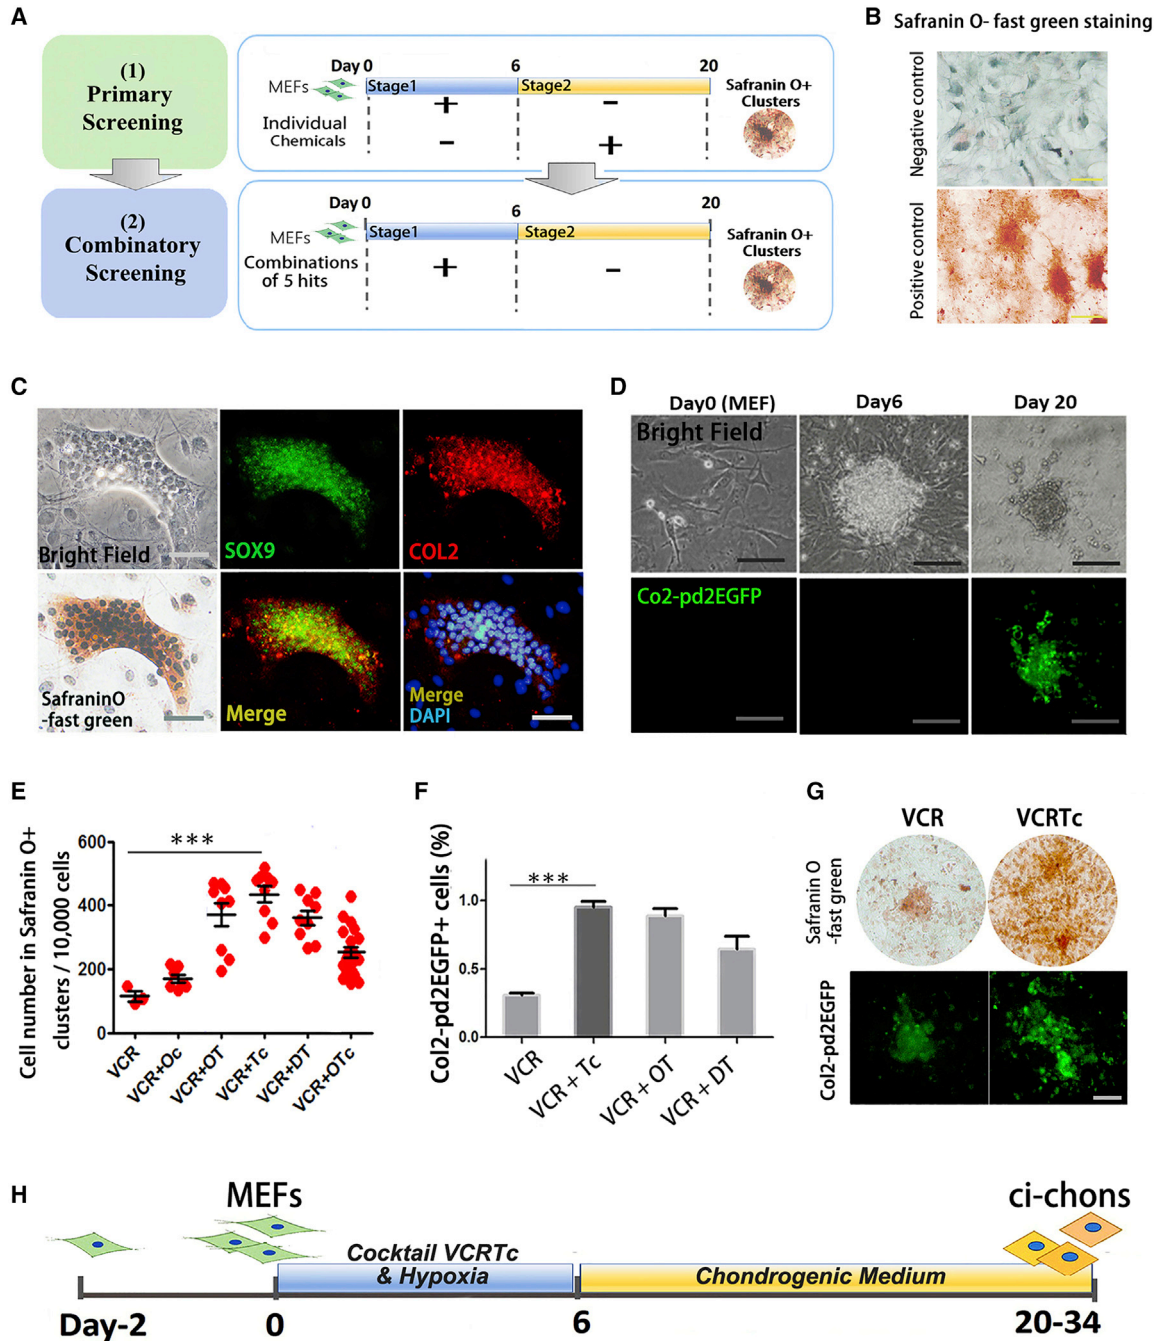 A
(1)
Primary
Screening
(2)
Combinatory
Screening
Day 0
6
20
MEFs
Stage1
Stage2
Individual
Chemicals
+
−
−
+
Safranin O+
Clusters
Day 0
6
20
MEFs
Stage1
Stage2
Combinations
of 5 hits
+
−
Safranin O+
Clusters
B
Safranin O- fast green staining
Negative control
Positive control
C
Bright Field
SOX9
COL2
SafraninO
-fast green
Merge
Merge
DAPI
D
Day0 (MEF)
Day6
Day 20
Bright Field
Co2-pd2EGFP
E
Cell number in Safranin O+
clusters / 10,000 cells
600
400
200
0
***
VCR
VCR+Oc
VCR+OT
VCR+Tc
VCR+DT
VCR+OTc
F
Col2-pd2EGFP+ cells (%)
1.0
0.5
0.0
***
VCR
VCR + Tc
VCR + OT
VCR + DT
G
VCR
VCRTc
Safranin O
-fast green
Col2-pd2EGFP
H
MEFs
ci-chons
Cocktail VCRTc
& Hypoxia
Chondrogenic Medium
Day-2
0
6
20-34